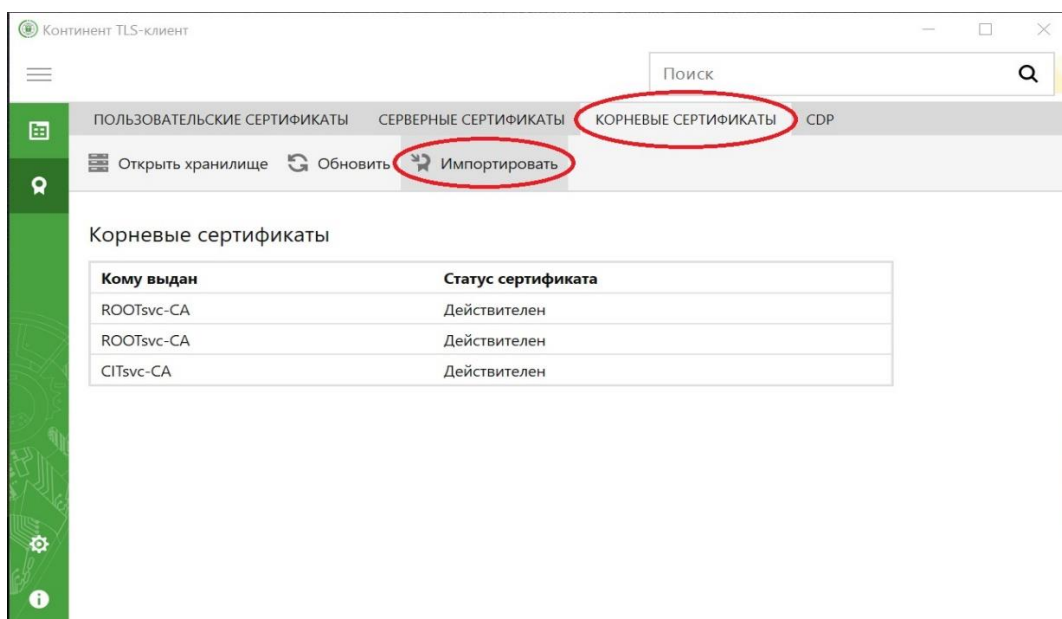 Континент TLS-клиент
Поиск
ПОЛЬЗОВАТЕЛЬСКИЕ СЕРТИФИКАТЫ СЕРВЕРНЫЕ СЕРТИФИКАТЫ КОРНЕВЫЕ СЕРТИФИКАТЫ CDP
Открыть хранилище Обновить Импортировать
Корневые сертификаты
Кому выдан Статус сертификата
ROOTsvc-CA Действителен
ROOTsvc-CA Действителен
CITsvc-CA Действителен